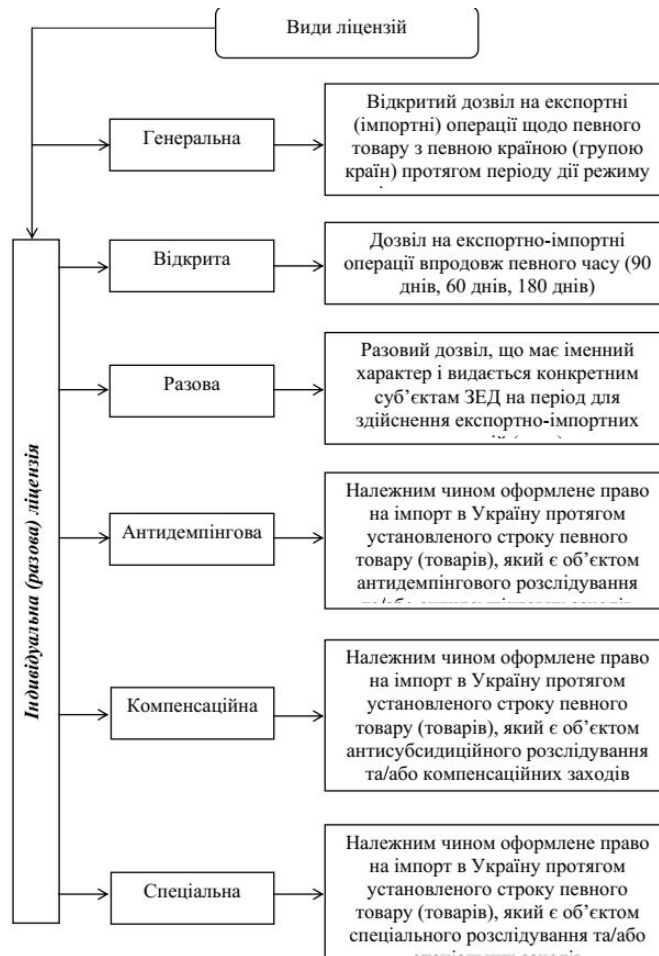 Види ліцензій
Генеральна
Відкритий дозвіл на експортні
(імпортні) операції щодо певного
товару з певною країною (групою
країн) протягом періоду дії режиму
Індивідуальна (разова) ліцензія
Відкрита
Дозвіл на експортно-імпортні
операції впродовж певного часу (90
днів, 60 днів, 180 днів)
Разова
Разовий дозвіл, що має іменний
характер і видається конкретним
суб’єктам ЗЕД на період для
здійснення експортно-імпортних
Антидемпінгова
Належним чином оформлене право
на імпорт в Україну протягом
установленого строку певного
товару (товарів), який є об’єктом
антидемпінгового розслідування
Компенсаційна
Належним чином оформлене право
на імпорт в Україну протягом
установленого строку певного
товару (товарів), який є об’єктом
антисубсидиційного розслідування
та/або компенсаційних заходів
Спеціальна
Належним чином оформлене право
на імпорт в Україну протягом
установленого строку певного
товару (товарів), який є об’єктом
спеціального розслідування та/або